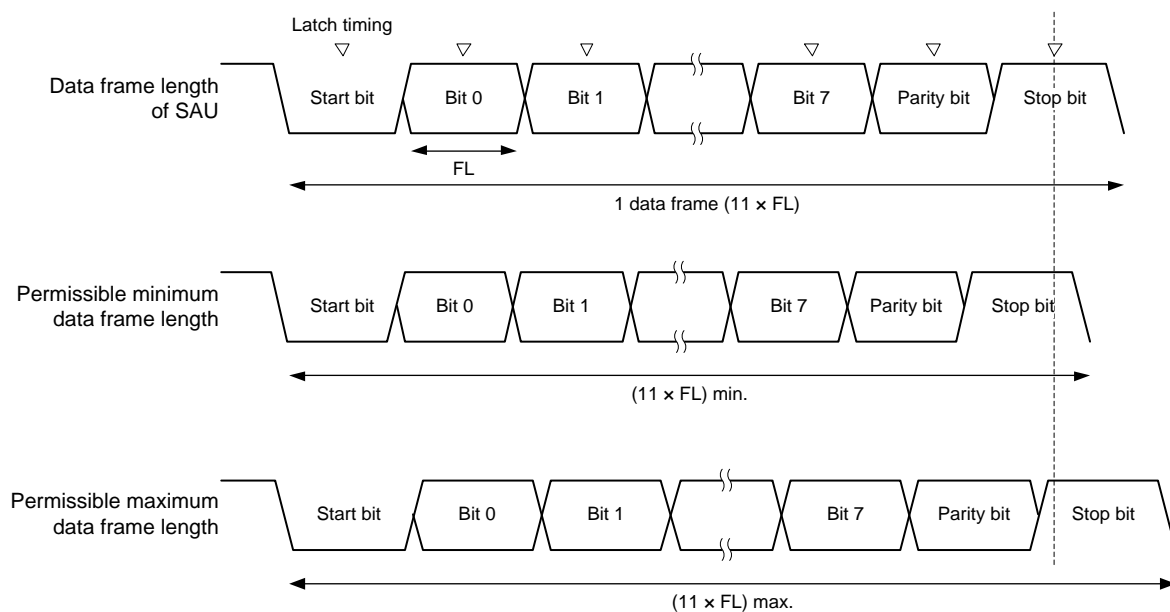 Latch timing
Data frame length
of SAU
Start bit
Bit 0
Bit 1
Bit 7
Parity bit
Stop bit
FL
1 data frame (11 × FL)
Permissible minimum
data frame length
Start bit
Bit 0
Bit 1
Bit 7
Parity bit
Stop bit
(11 × FL) min.
Permissible maximum
data frame length
Start bit
Bit 0
Bit 1
Bit 7
Parity bit
Stop bit
(11 × FL) max.